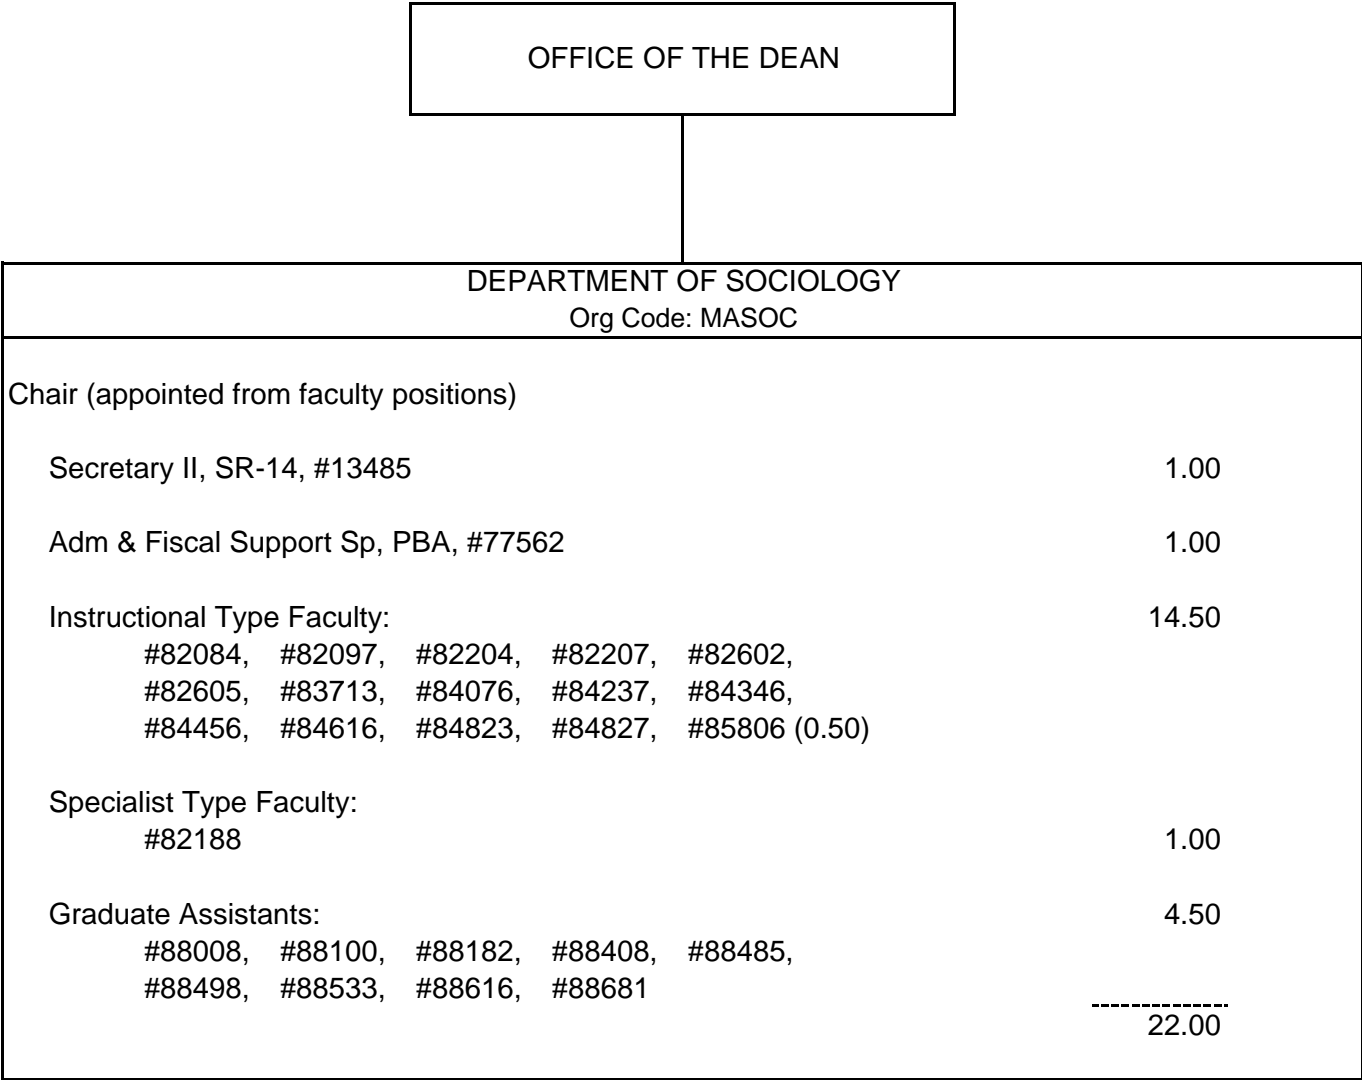 OFFICE OF THE DEAN
DEPARTMENT OF SOCIOLOGY
Org Code: MASOC
Chair (appointed from faculty positions)
Secretary II, SR-14, #13485 1.00
Adm & Fiscal Support Sp, PBA, #77562 1.00
Instructional Type Faculty: 14.50
#82084, #82097, #82204, #82207, #82602,
#82605, #83713, #84076, #84237, #84346,
#84456, #84616, #84823, #84827, #85806 (0.50)
Specialist Type Faculty:
#82188 1.00
Graduate Assistants: 4.50
#88008, #88100, #88182, #88408, #88485,
#88498, #88533, #88616, #88681
22.00